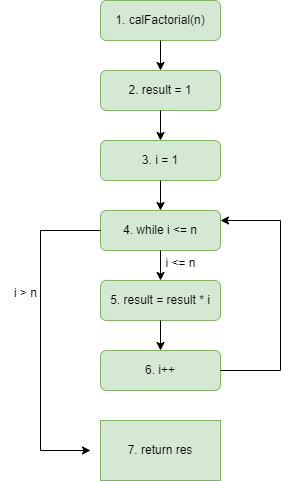 1. calFactorial(n)
2. result = 1
3. i = 1
4. while i <= n
i <= n
i > n
5. result = result * i
6. i++
7. return res